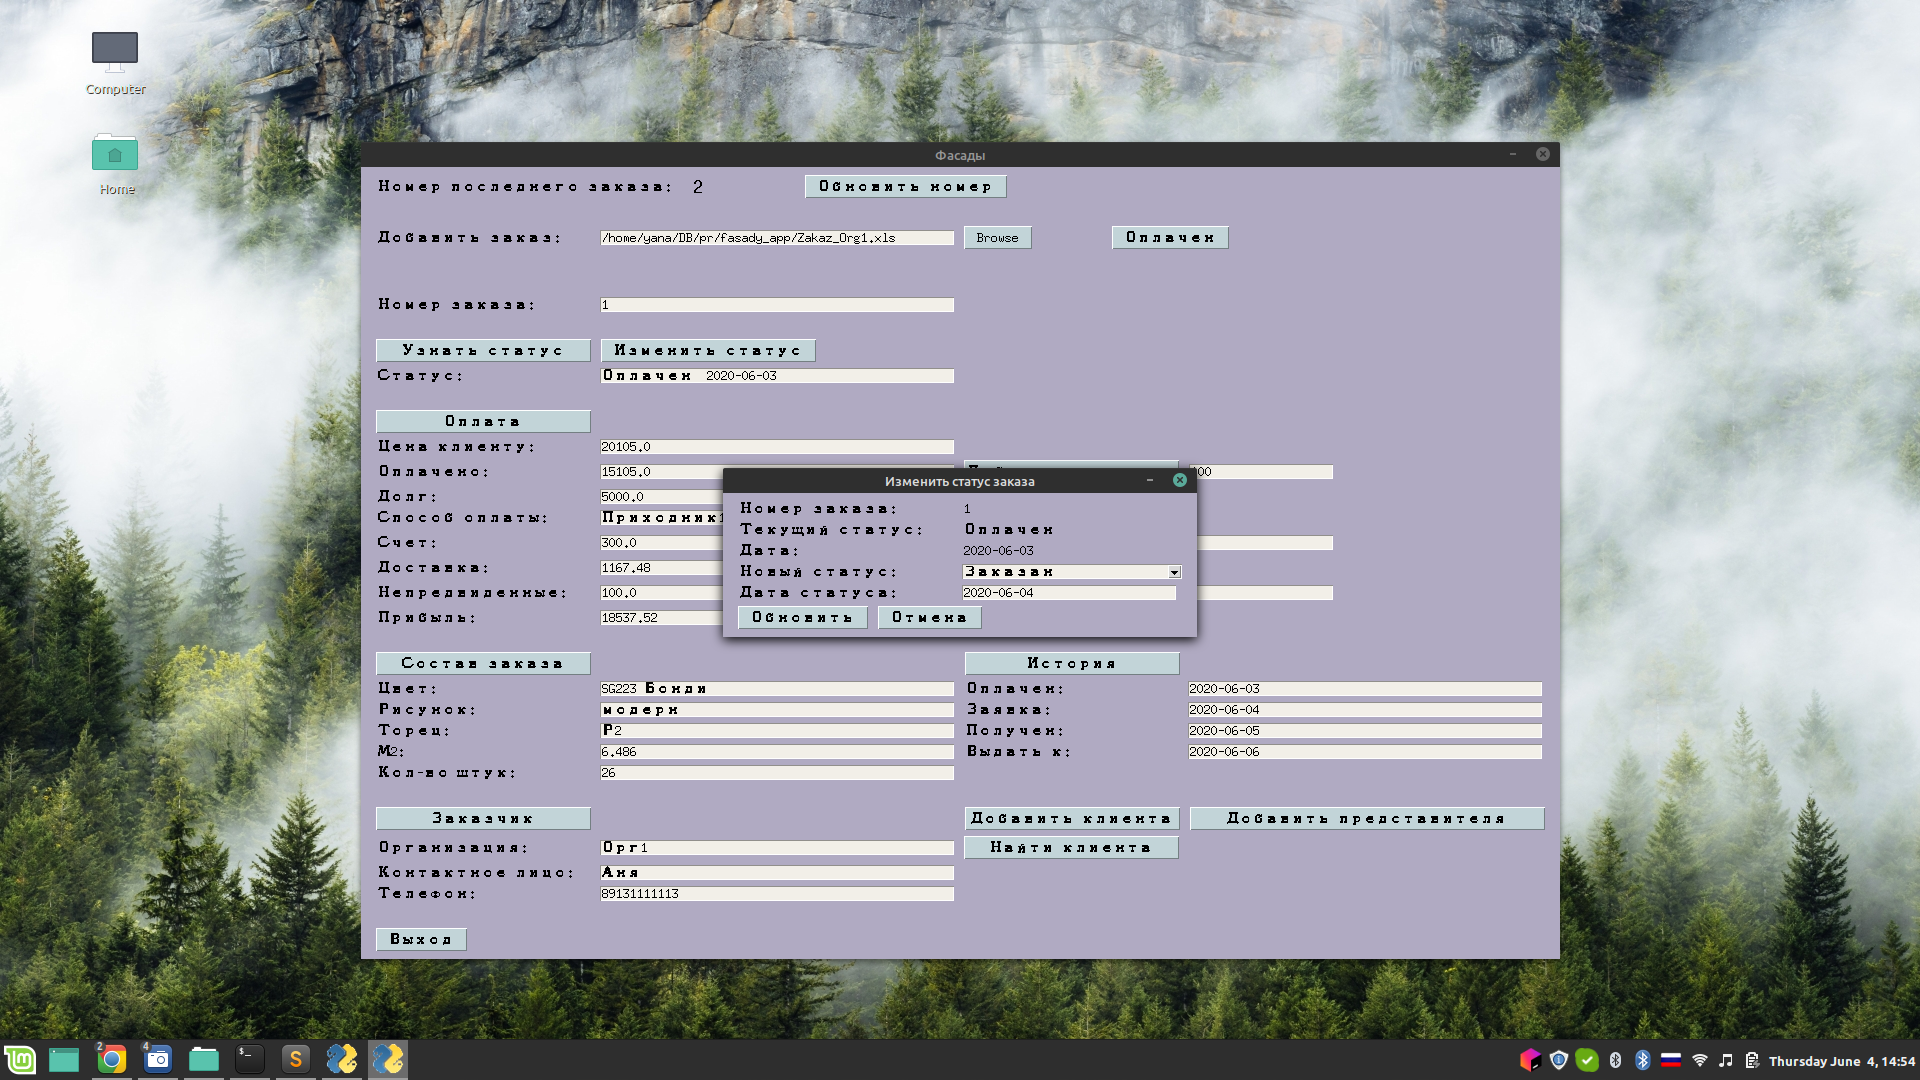 Computer
Home
Фасады
Номер последнего заказа: 2 Обновить номер
Добавить заказ: /home/yana/DB/pr/fasady_app/Zakaz_Org1.xls Browse Оплачен
Номер заказа: 1
Узнать статус Изменить статус
Статус: Оплачен 2020-06-03
Оплата
Цена клиенту: 20105.0
Оплачено: 15105.0
Долг: 5000.0
Способ оплаты: Приходник1
Счет: 300.0
Доставка: 1167.48
Непредвиденные: 100.0
Прибыль: 18537.52
Изменить статус заказа
Номер заказа: 1
Текущий статус: Оплачен
Дата: 2020-06-03
Новый статус: Заказан
Дата статуса: 2020-06-04
Обновить Отмена
Состав заказа История
Цвет: SG223 Бонди Оплачен: 2020-06-03
Рисунок: модерн Заявка: 2020-06-04
Торец: Р2 Получен: 2020-06-05
М2: 6.486 Выдать к: 2020-06-06
Кол-во штук: 26
Заказчик Добавить клиента Добавить представителя
Организация: Орг1 Найти клиента
Контактное лицо: Аня
Телефон: 89131111113
Выход
2 4 S Thursday June 4, 14:54